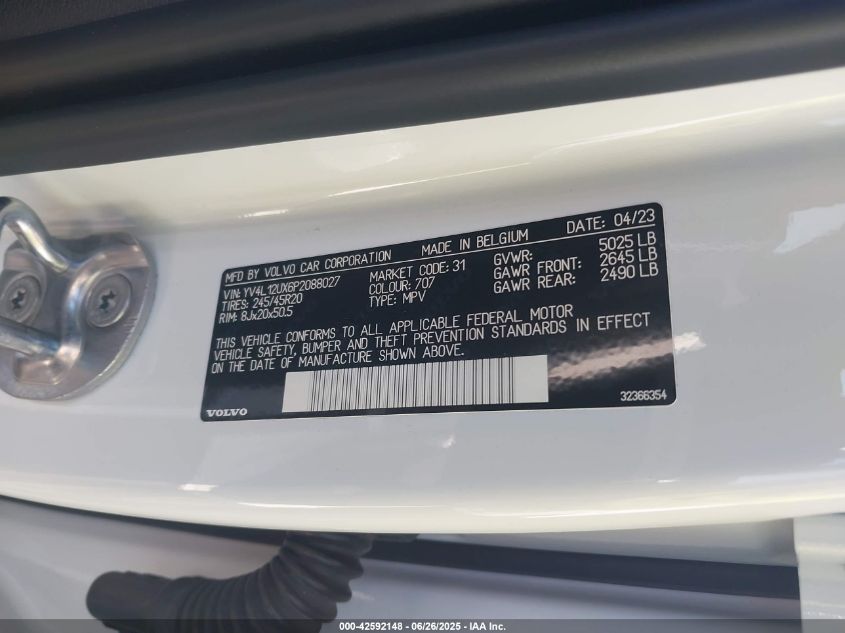 MFD BY VOLVO CAR CORPORATION MADE IN BELGIUM DATE: 04/23
VIN: YV4L12UX6P2088027 MARKET CODE: 31 GVWR: 5025 LB
TIRES: 245/45R20 COLOUR: 707 GAWR FRONT: 2645 LB
RIM: 8Jx20x50.5 TYPE: MPV GAWR REAR: 2490 LB
THIS VEHICLE CONFORMS TO ALL APPLICABLE FEDERAL MOTOR
VEHICLE SAFETY, BUMPER AND THEFT PREVENTION STANDARDS IN EFFECT
ON THE DATE OF MANUFACTURE SHOWN ABOVE.
VOLVO 32366354
000-42592148 | 06/26/2025 - IAA Inc.